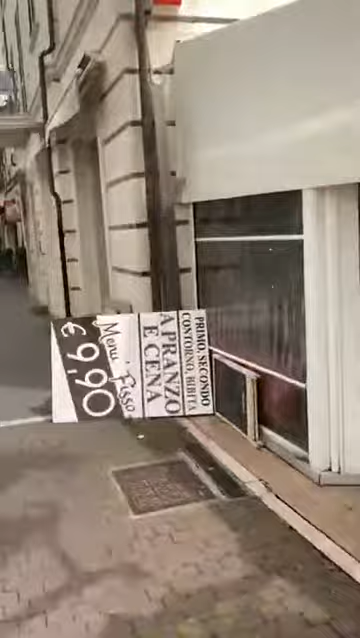 PRIMO, SECONDO
CONTORNO, BIBITA
A PRANZO
E CENA
Menu Fisso
€ 9,90